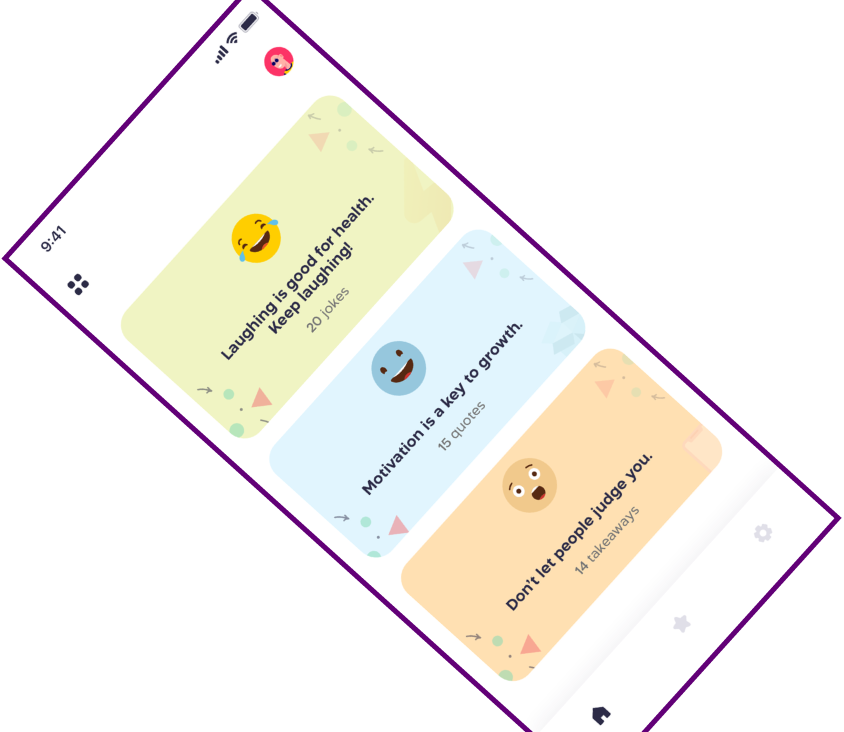 9:41
Laughing is good for health.
Keep laughing!
20 jokes
Motivation is a key to growth.
15 quotes
Don't let people judge you.
14 takeaways